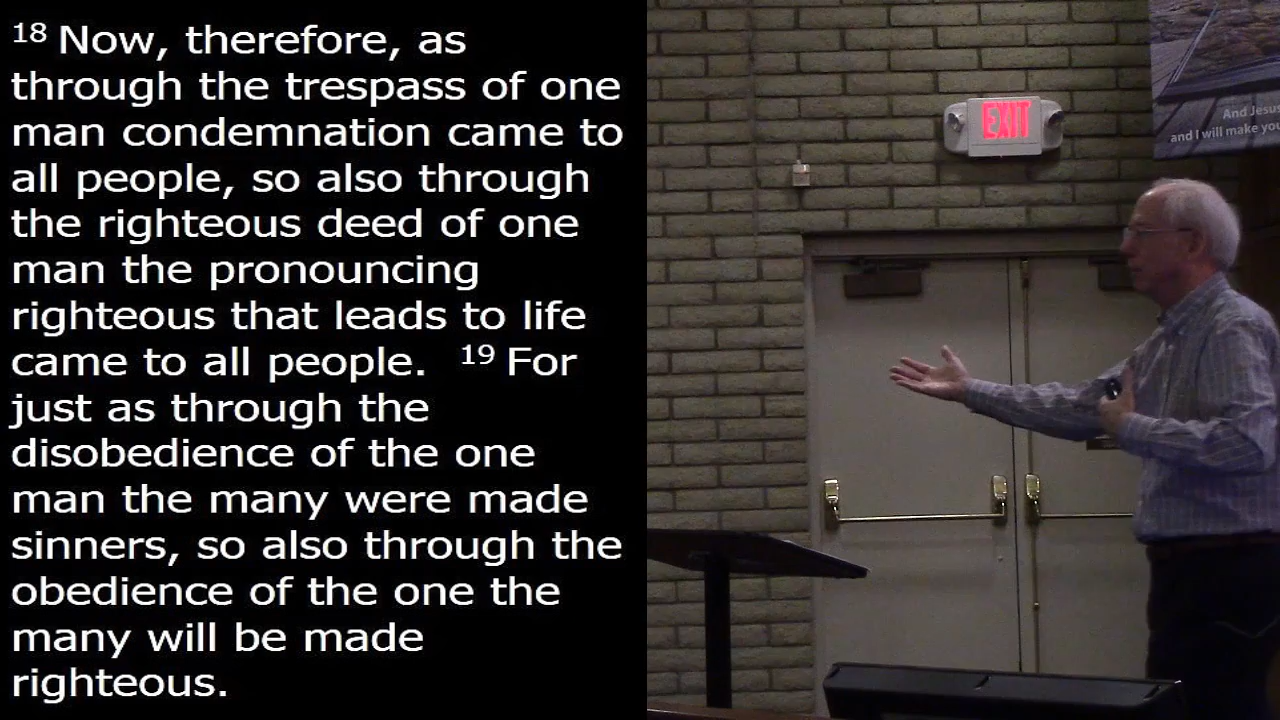 18 Now, therefore, as
through the trespass of one
man condemnation came to
all people, so also through
the righteous deed of one
man the pronouncing
righteous that leads to life
came to all people. 19 For
just as through the
disobedience of the one
man the many were made
sinners, so also through the
obedience of the one the
many will be made
righteous.
EXIT
And Jesus
and I will make you